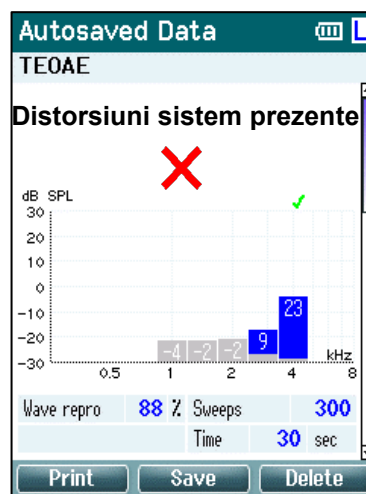 Autosaved Data L
TEOAE
Distorsiuni sistem prezente
dB SPL
30
20
10
0
-10
-20
-30
-4 -2 -2 9 23
kHz
0.5 1 2 4 8
Wave repro 88 % Sweeps 300
Time 30 sec
Print Save Delete